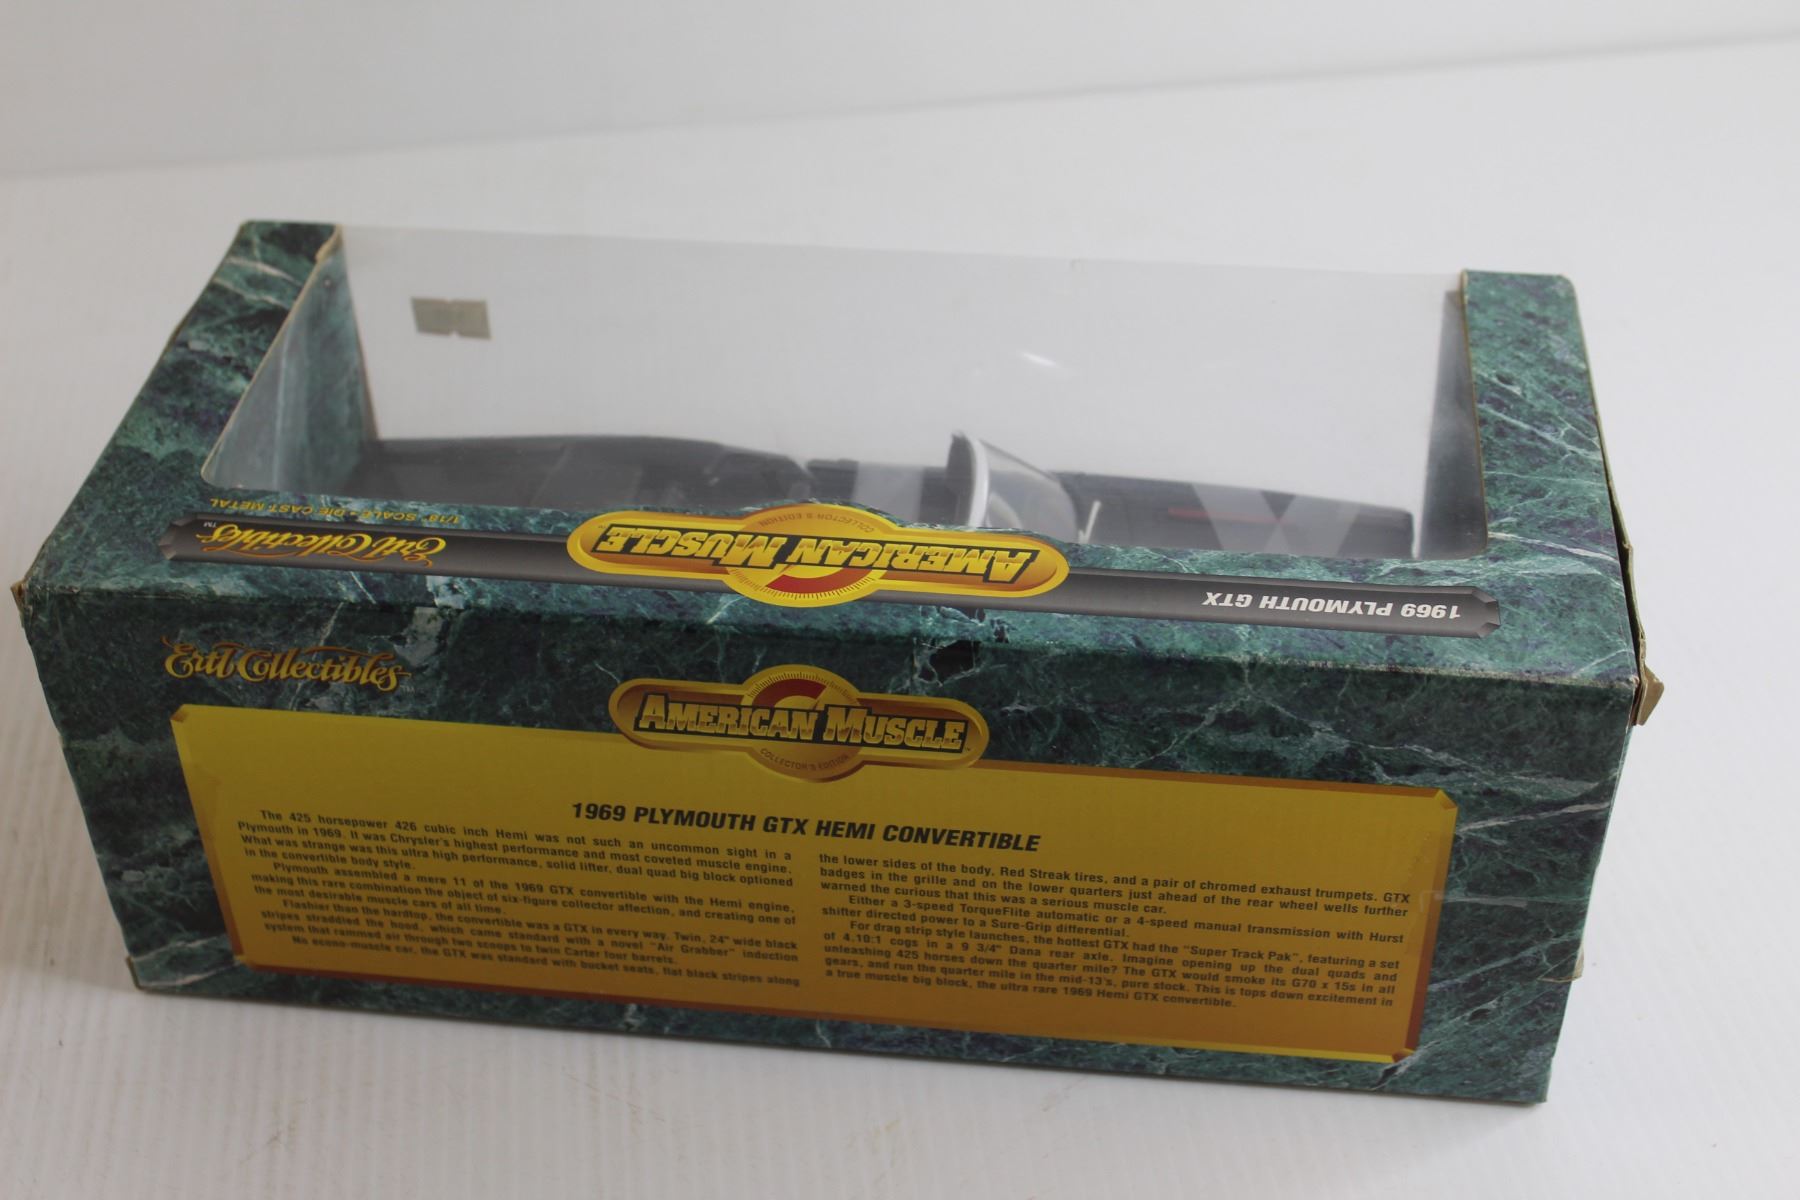 1/18" SCALE • DIE CAST METAL
Ertl Collectibles™
AMERICAN MUSCLE™
COLLECTOR'S EDITION
1969 PLYMOUTH GTX
Ertl Collectibles™
AMERICAN MUSCLE™
COLLECTOR'S EDITION
1969 PLYMOUTH GTX HEMI CONVERTIBLE
The 425 horsepower 426 cubic inch Hemi was not such an uncommon sight in a
Plymouth in 1969. It was Chrysler's highest performance and most coveted muscle engine.
What was strange was this ultra high performance, solid lifter, dual quad big block optioned
in the convertible body style.
Plymouth assembled a mere 11 of the 1969 GTX convertible with the Hemi engine,
making this rare combination the object of six-figure collector affection, and creating one of
the most desirable muscle cars of all time.
Flashier than the hardtop, the convertible was a GTX in every way. Twin, 24" wide black
stripes straddled the hood, which came standard with a novel "Air Grabber" induction
system that rammed air through two scoops to twin Carter four barrels.
No econo-muscle car, the GTX was standard with bucket seats, flat black stripes along
the lower sides of the body, Red Streak tires, and a pair of chromed exhaust trumpets. GTX
badges in the grille and on the lower quarters just ahead of the rear wheel wells further
warned the curious that this was a serious muscle car.
Either a 3-speed TorqueFlite automatic or a 4-speed manual transmission with Hurst
shifter directed power to a Sure-Grip differential.
For drag strip style launches, the hottest GTX had the "Super Track Pak", featuring a set
of 4.10:1 cogs in a 9 3/4" Dana rear axle. Imagine opening up the dual quads and
unleashing 425 horses down the quarter mile? The GTX would smoke its G70 x 15s in all
gears, and run the quarter mile in the mid-13's, pure stock. This is tops down excitement in
a true muscle big block, the ultra rare 1969 Hemi GTX convertible.